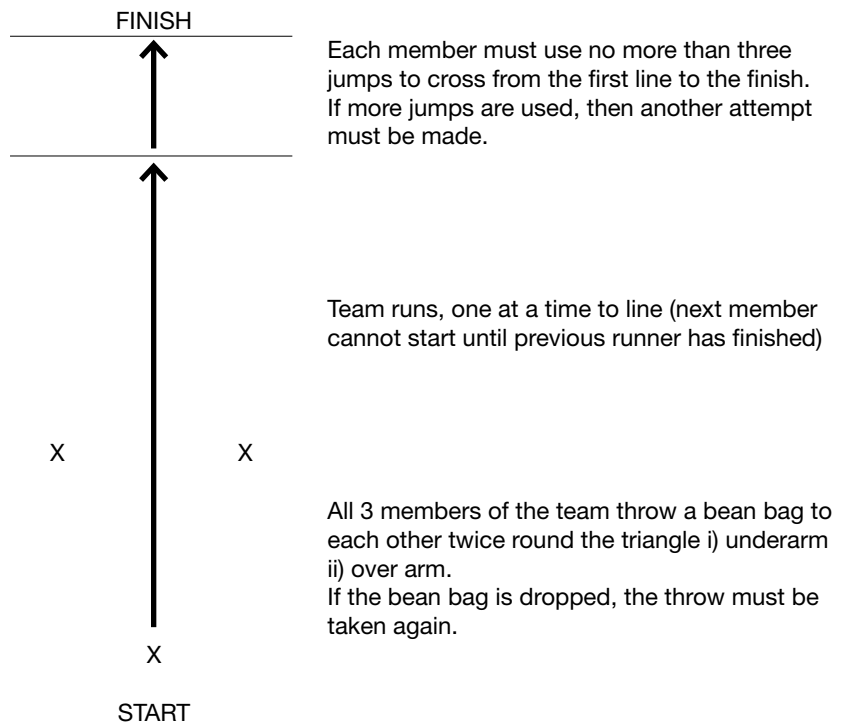 FINISH
Each member must use no more than three
jumps to cross from the first line to the finish.
If more jumps are used, then another attempt
must be made.
Team runs, one at a time to line (next member
cannot start until previous runner has finished)
X X
All 3 members of the team throw a bean bag to
each other twice round the triangle i) underarm
ii) over arm.
If the bean bag is dropped, the throw must be
taken again.
X
START